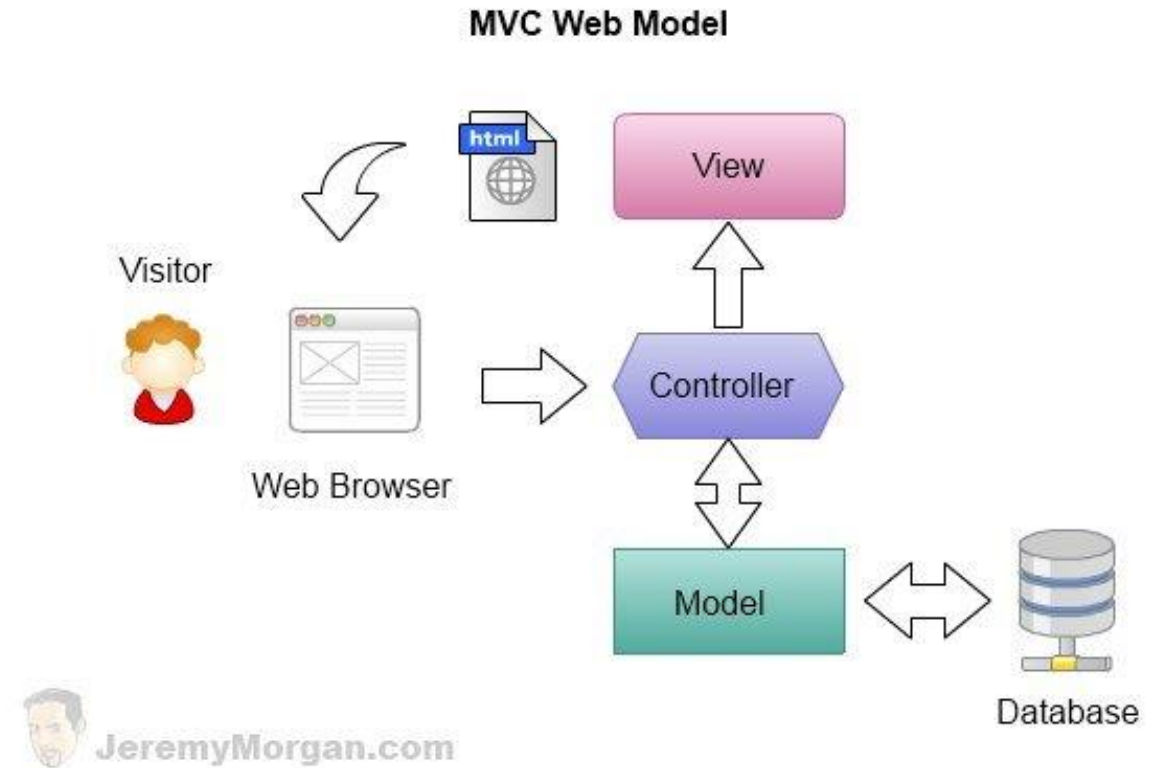 MVC Web Model
html
View
Visitor
Controller
Web Browser
Model
Database
JeremyMorgan.com